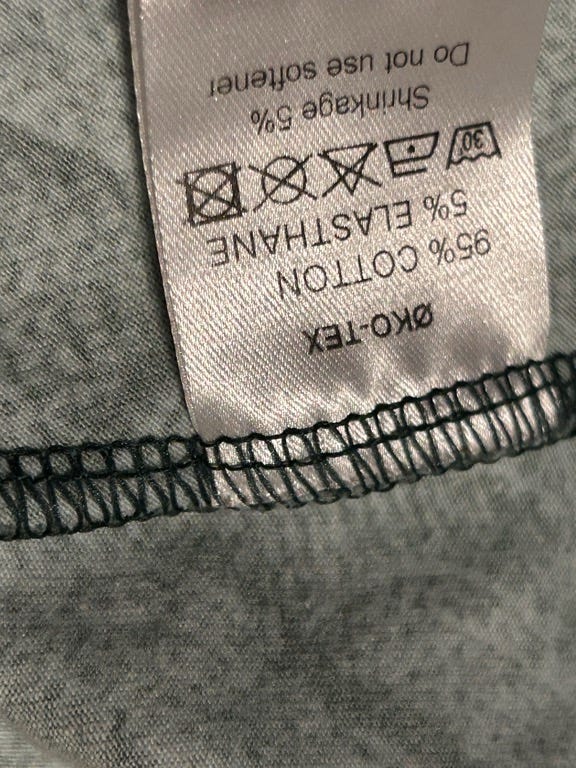 ØKO-TEX
95% COTTON
5% ELASTHANE
30
Shrinkage 5%
Do not use softener